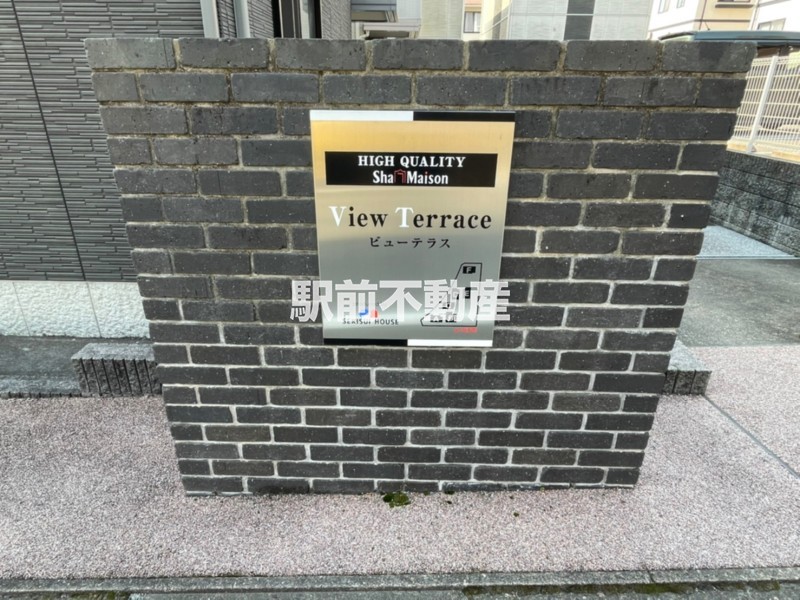 HIGH QUALITY
Sha Maison
View Terrace
ビューテラス
F
駅前不動産
SEKISUI HOUSE